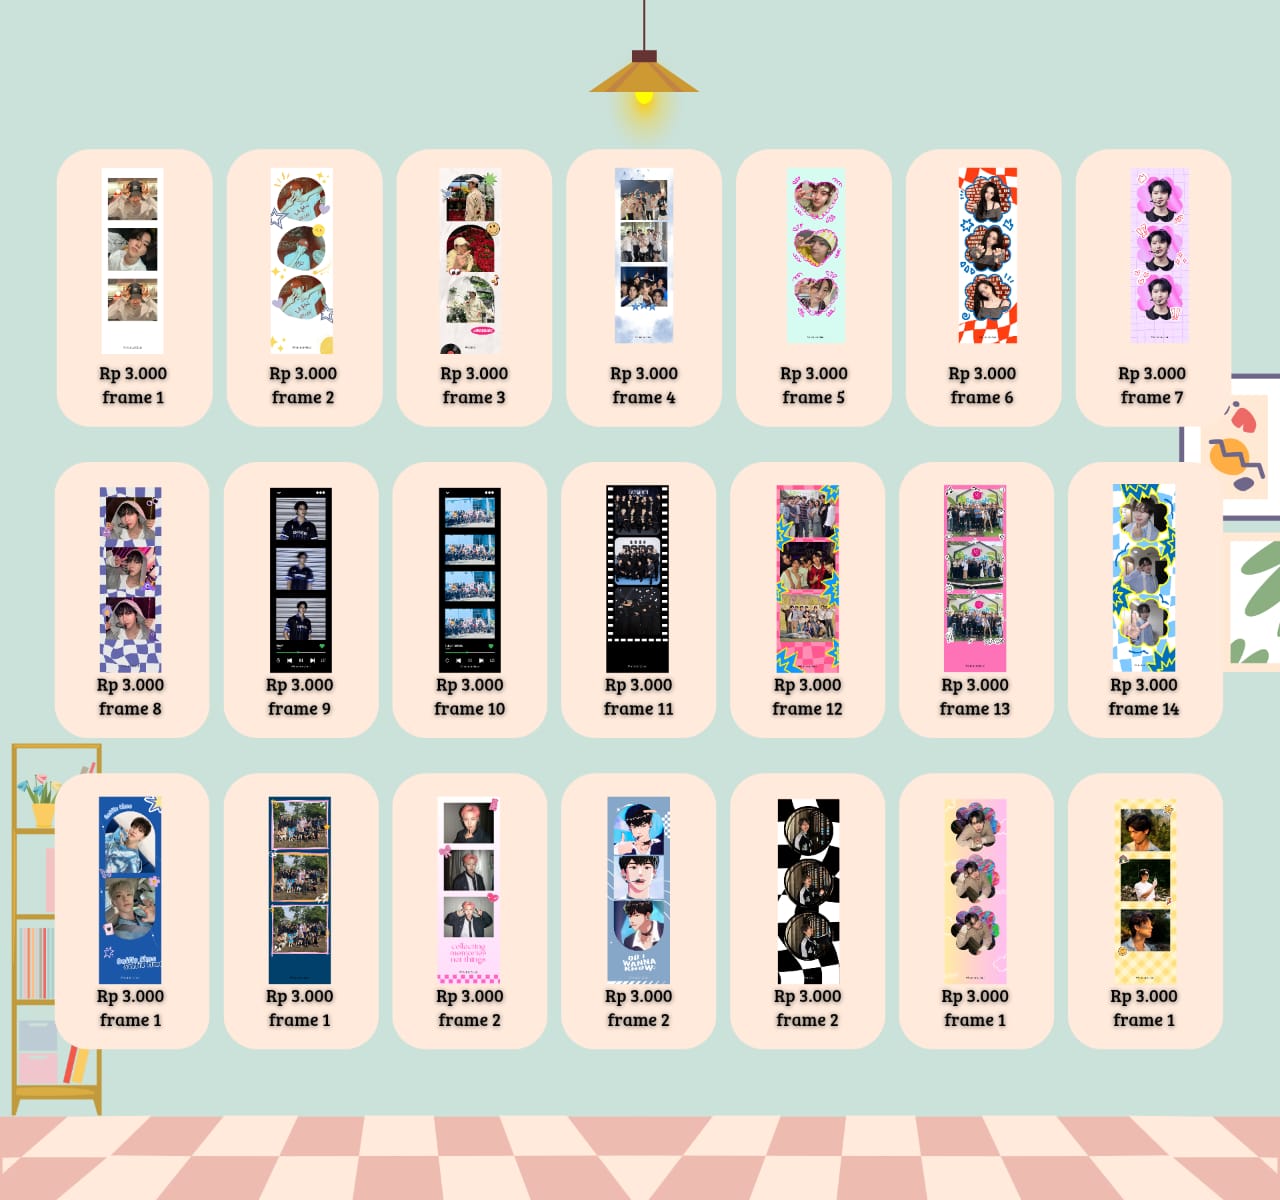 Rp 3.000
frame 1
Rp 3.000
frame 2
Rp 3.000
frame 3
Rp 3.000
frame 4
Rp 3.000
frame 5
Rp 3.000
frame 6
Rp 3.000
frame 7
Rp 3.000
frame 8
Rp 3.000
frame 9
Rp 3.000
frame 10
Rp 3.000
frame 11
Rp 3.000
frame 12
Rp 3.000
frame 13
Rp 3.000
frame 14
Rp 3.000
frame 1
Rp 3.000
frame 1
collecting
memories
not things
Rp 3.000
frame 2
WANNA
KNOW
Rp 3.000
frame 2
Rp 3.000
frame 2
Rp 3.000
frame 1
Rp 3.000
frame 1